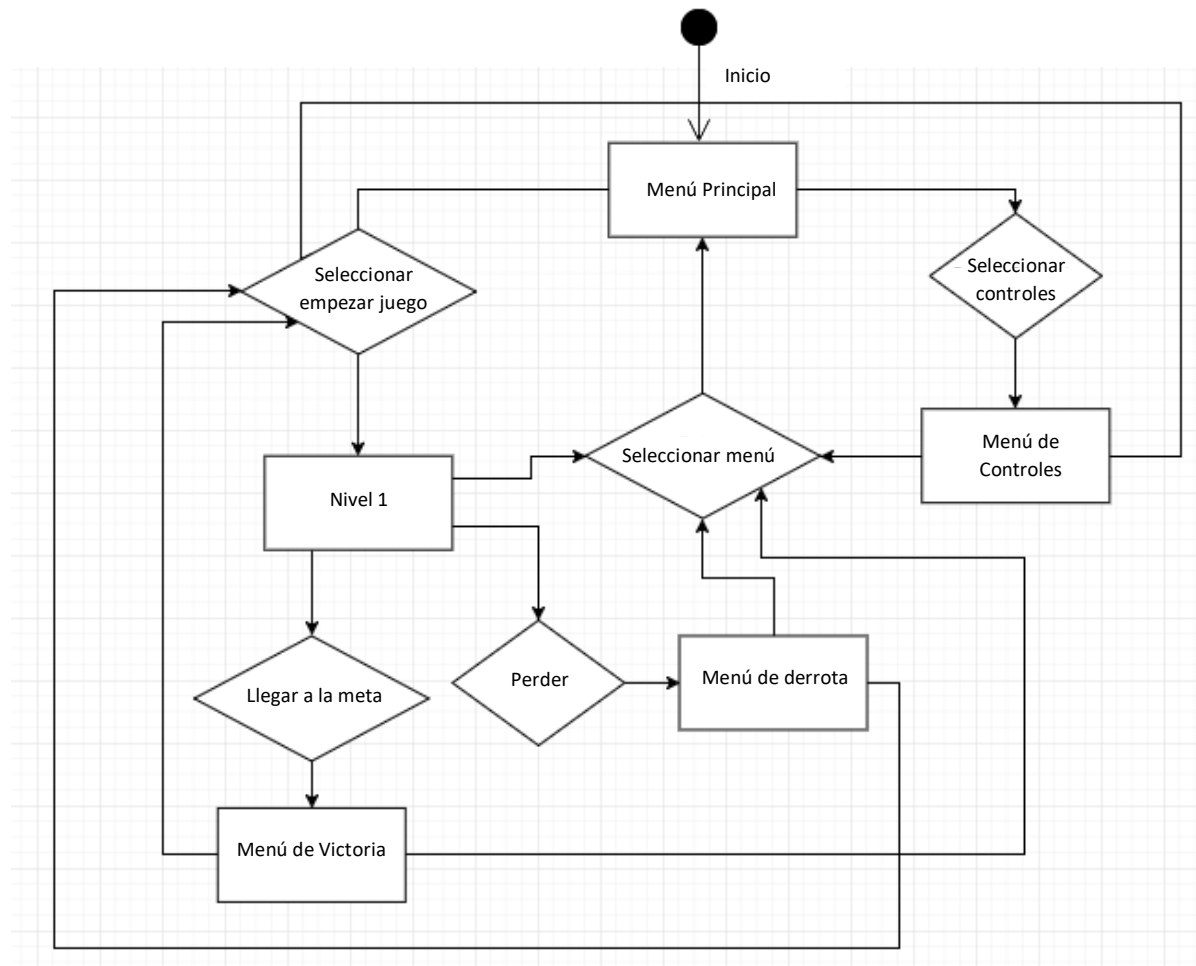 Inicio
Menú Principal
Seleccionar
empezar juego
Seleccionar
controles
Seleccionar menú
Menú de
Controles
Nivel 1
Llegar a la meta
Perder
Menú de derrota
Menú de Victoria